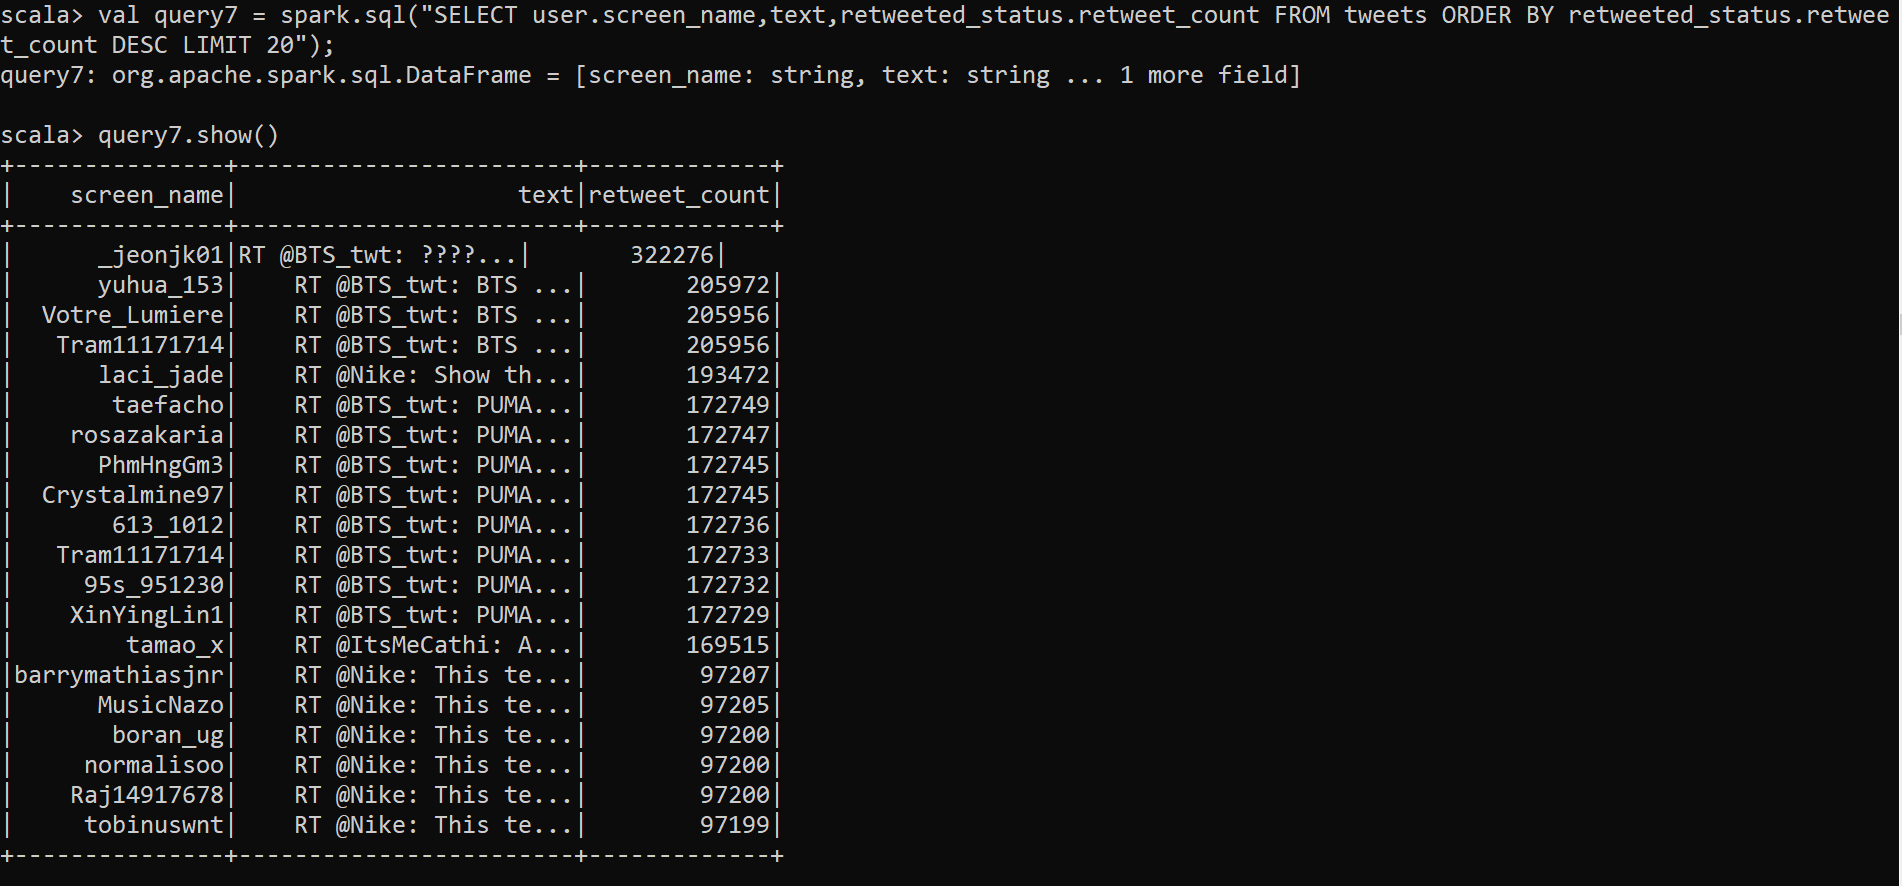 scala> val query7 = spark.sql("SELECT user.screen_name,text,retweeted_status.retweet_count FROM tweets ORDER BY retweeted_status.retwee
t_count DESC LIMIT 20");
query7: org.apache.spark.sql.DataFrame = [screen_name: string, text: string ... 1 more field]

scala> query7.show()
+---------------+------------------------+-------------+
|    screen_name|                    text|retweet_count|
+---------------+------------------------+-------------+
|      _jeonjk01|RT @BTS_twt: ????...|       322276|
|      yuhua_153|    RT @BTS_twt: BTS ...|       205972|
|  Votre_Lumiere|    RT @BTS_twt: BTS ...|       205956|
|   Tram11171714|    RT @BTS_twt: BTS ...|       205956|
|      laci_jade|    RT @Nike: Show th...|       193472|
|       taefacho|    RT @BTS_twt: PUMA...|       172749|
|    rosazakaria|    RT @BTS_twt: PUMA...|       172747|
|      PhmHngGm3|    RT @BTS_twt: PUMA...|       172745|
|  Crystalmine97|    RT @BTS_twt: PUMA...|       172745|
|       613_1012|    RT @BTS_twt: PUMA...|       172736|
|   Tram11171714|    RT @BTS_twt: PUMA...|       172733|
|     95s_951230|    RT @BTS_twt: PUMA...|       172732|
|    XinYingLin1|    RT @BTS_twt: PUMA...|       172729|
|        tamao_x|    RT @ItsMeCathi: A...|       169515|
|barrymathiasjnr|    RT @Nike: This te...|        97207|
|      MusicNazo|    RT @Nike: This te...|        97205|
|       boran_ug|    RT @Nike: This te...|        97200|
|     normalisoo|    RT @Nike: This te...|        97200|
|    Raj14917678|    RT @Nike: This te...|        97200|
|     tobinuswnt|    RT @Nike: This te...|        97199|
+---------------+------------------------+-------------+